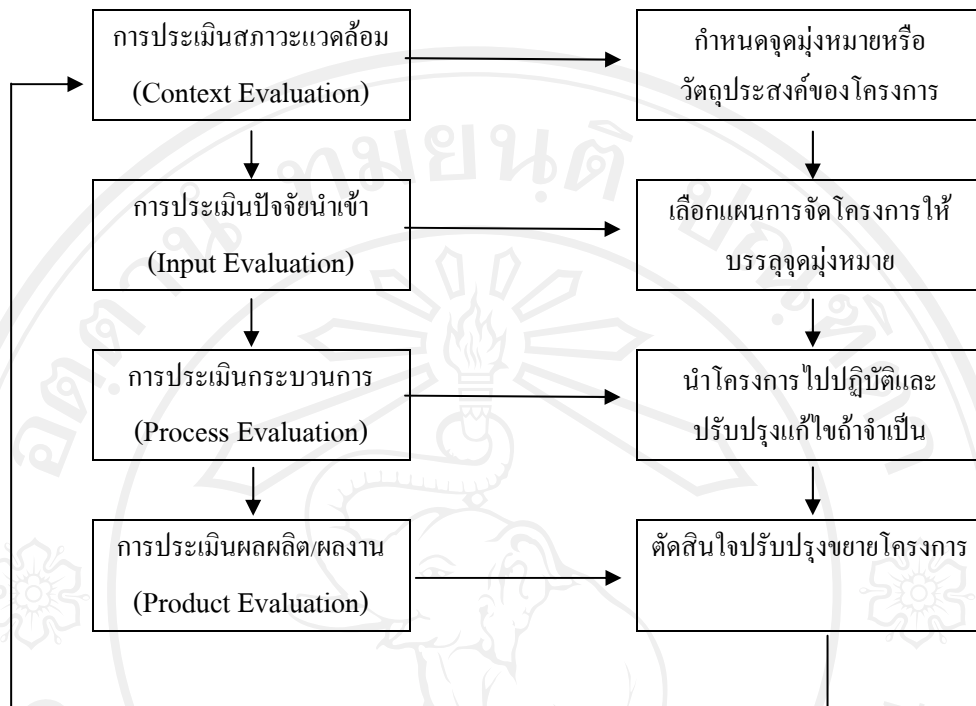 การประเมินสภาวะแวดล้อม
(Context Evaluation)
กำหนดจุดมุ่งหมายหรือ
วัตถุประสงค์ของโครงการ
การประเมินปัจจัยนำเข้า
(Input Evaluation)
เลือกแผนการจัดโครงการให้
บรรลุจุดมุ่งหมาย
การประเมินกระบวนการ
(Process Evaluation)
นำโครงการไปปฏิบัติและ
ปรับปรุงแก้ไขถ้าจำเป็น
การประเมินผลผลิต/ผลงาน
(Product Evaluation)
ตัดสินใจปรับปรุงขยายโครงการ